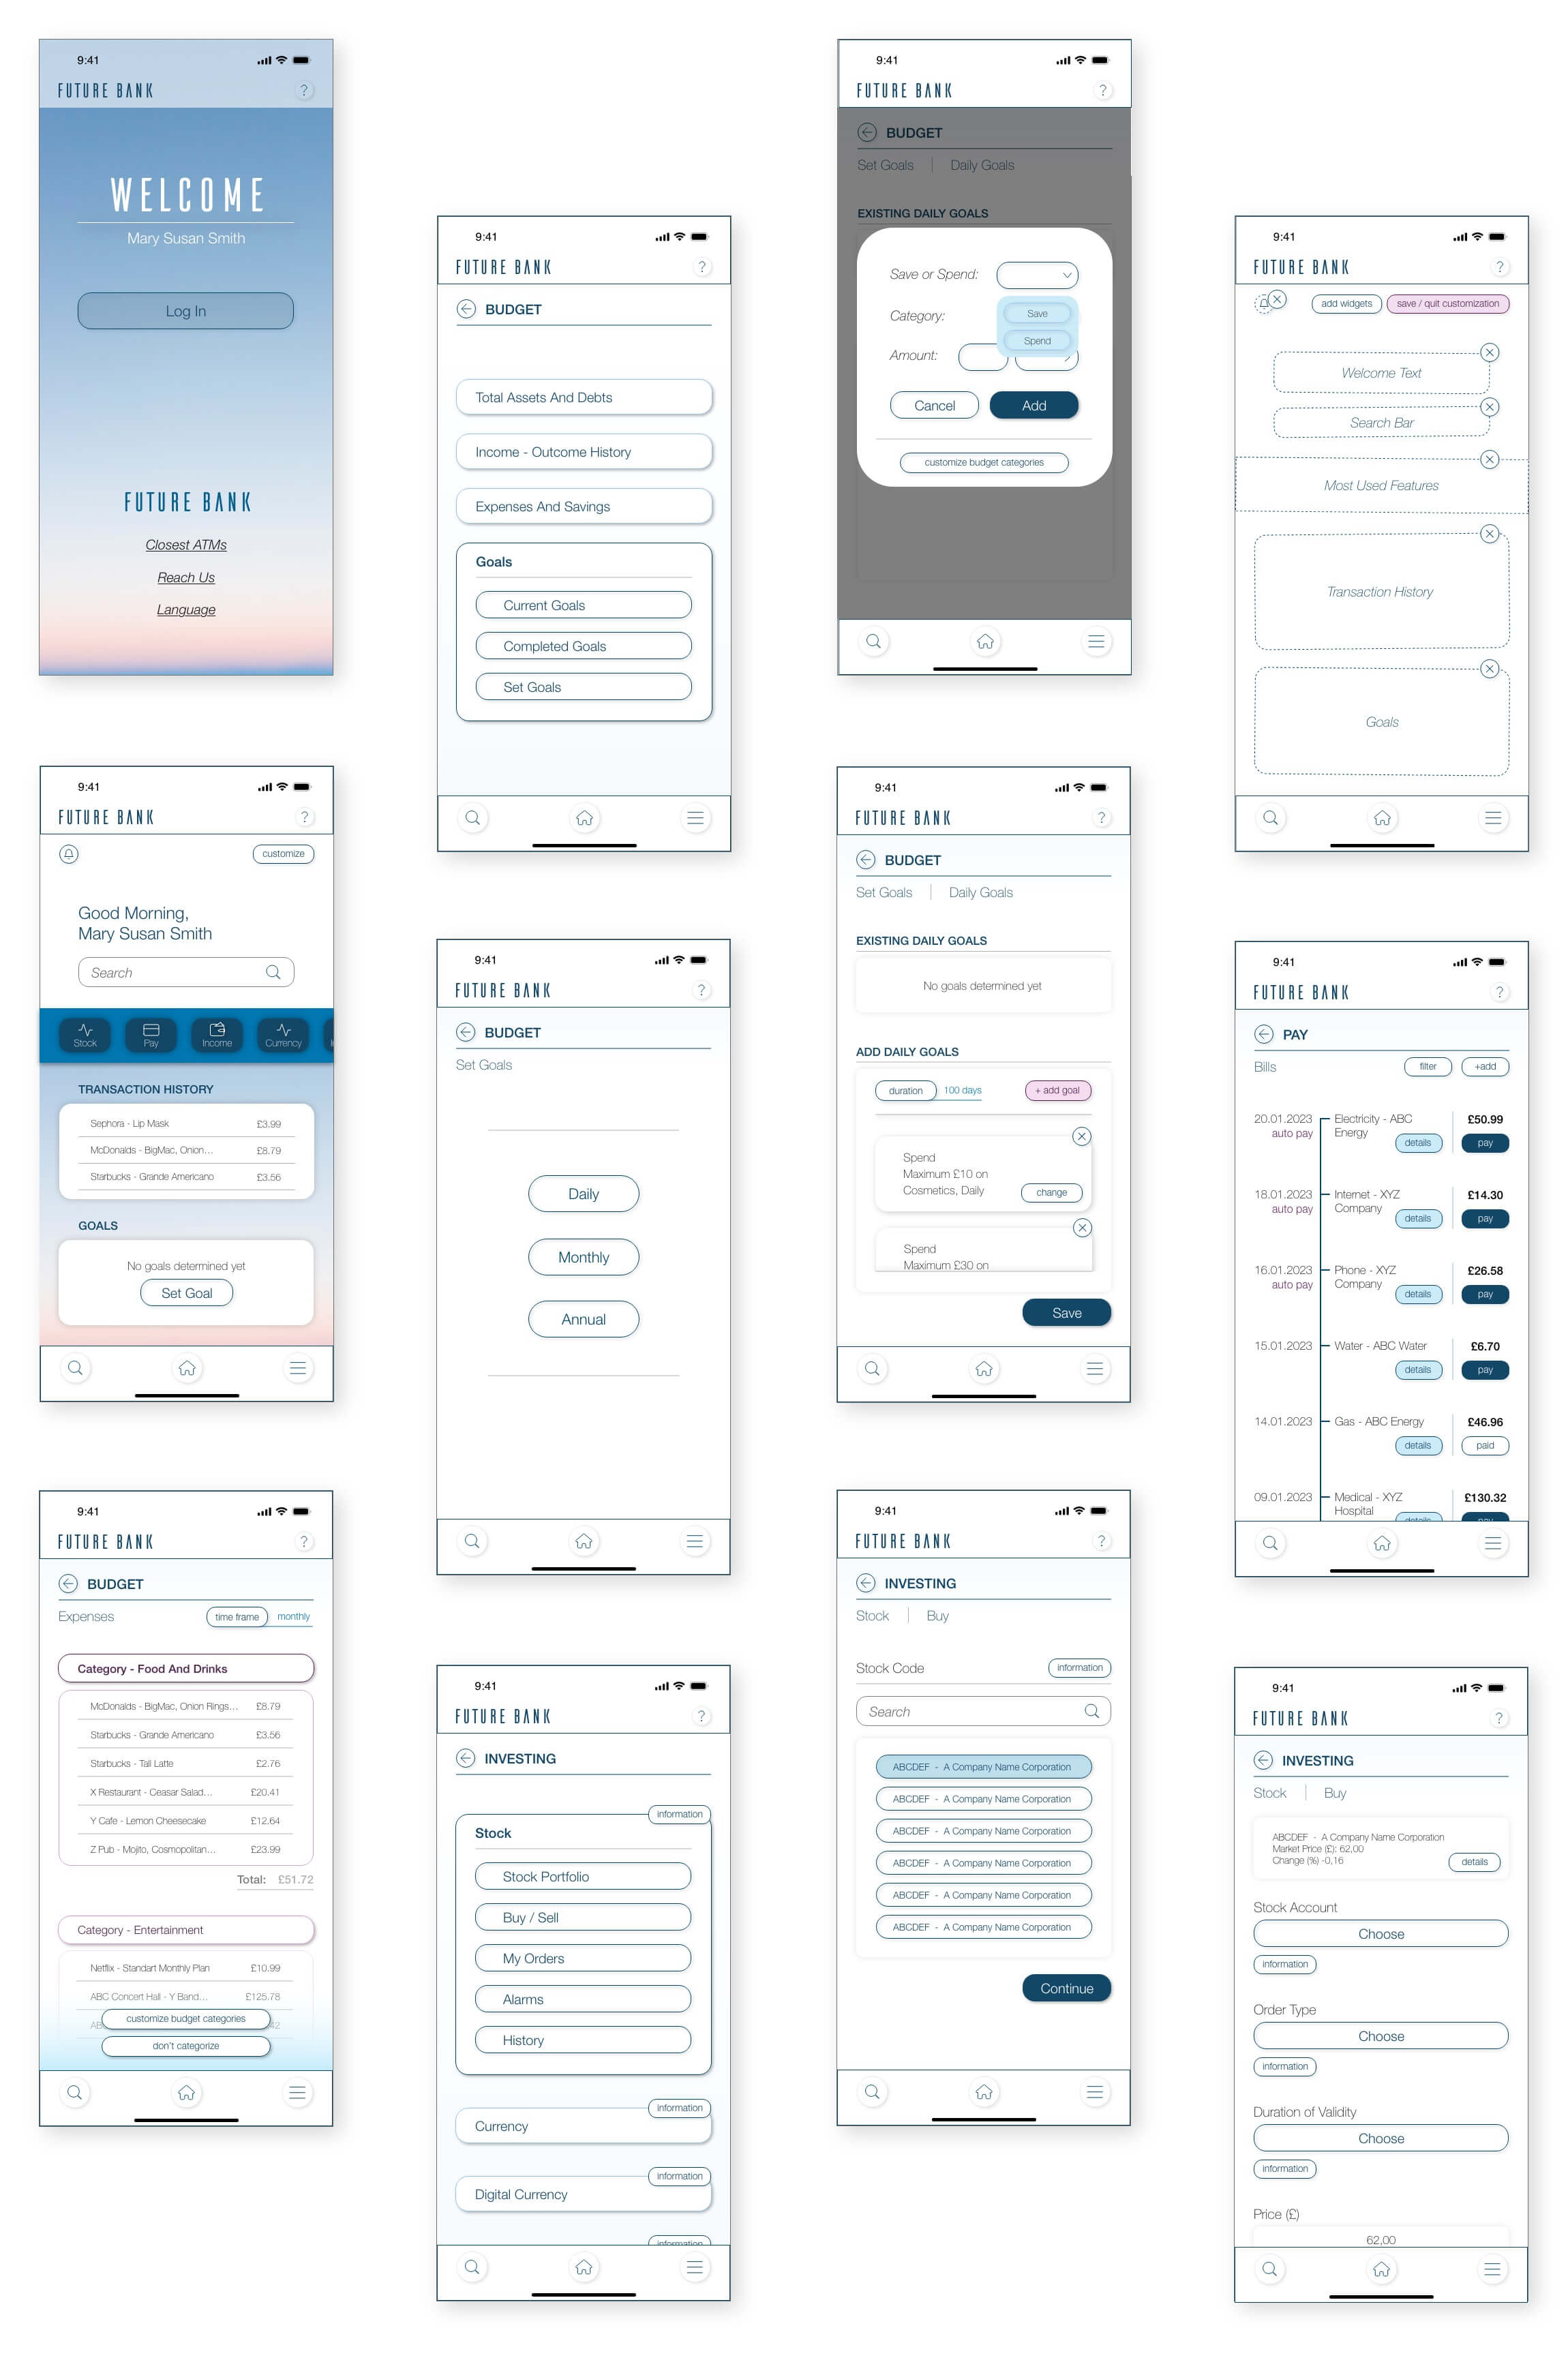 9:41
FUTURE BANK
?
WELCOME
Mary Susan Smith
Log In
FUTURE BANK
Closest ATMs
Reach Us
Language
9:41
FUTURE BANK
?
customize
Good Morning,
Mary Susan Smith
Search
Stock
Pay
Income
Currency
TRANSACTION HISTORY
Sephora - Lip Mask £3.99
McDonalds - BigMac, Onion... £8.79
Starbucks - Grande Americano £3.56
GOALS
No goals determined yet
Set Goal
9:41
FUTURE BANK
?
BUDGET
Expenses
time frame
monthly
Category - Food And Drinks
McDonalds - BigMac, Onion Rings... £8.79
Starbucks - Grande Americano £3.56
Starbucks - Tall Latte £2.76
X Restaurant - Ceasar Salad... £20.41
Y Cafe - Lemon Cheesecake £12.64
Z Pub - Mojito, Cosmopolitan... £23.99
Total: £51.72
Category - Entertainment
Netflix - Standart Monthly Plan £10.99
ABC Concert Hall - Y Band... £125.78
customize budget categories
don't categorize
9:41
FUTURE BANK
?
BUDGET
Total Assets And Debts
Income - Outcome History
Expenses And Savings
Goals
Current Goals
Completed Goals
Set Goals
9:41
FUTURE BANK
?
BUDGET
Set Goals
Daily
Monthly
Annual
9:41
FUTURE BANK
?
INVESTING
information
Stock
Stock Portfolio
Buy / Sell
My Orders
Alarms
History
information
Currency
information
Digital Currency
information
9:41
FUTURE BANK
?
BUDGET
Set Goals | Daily Goals
EXISTING DAILY GOALS
Save or Spend:
Category:
Save
Spend
Amount:
Cancel
Add
customize budget categories
9:41
FUTURE BANK
?
BUDGET
Set Goals | Daily Goals
EXISTING DAILY GOALS
No goals determined yet
ADD DAILY GOALS
duration
100 days
+ add goal
Spend
Maximum £10 on
Cosmetics, Daily
change
Spend
Maximum £30 on
Save
9:41
FUTURE BANK
?
INVESTING
Stock | Buy
Stock Code
information
Search
ABCDEF - A Company Name Corporation
ABCDEF - A Company Name Corporation
ABCDEF - A Company Name Corporation
ABCDEF - A Company Name Corporation
ABCDEF - A Company Name Corporation
ABCDEF - A Company Name Corporation
Continue
9:41
FUTURE BANK
?
add widgets
save / quit customization
Welcome Text
Search Bar
Most Used Features
Transaction History
Goals
9:41
FUTURE BANK
?
PAY
Bills
filter
+add
20.01.2023
auto pay
Electricity - ABC
Energy
details
£50.99
pay
18.01.2023
auto pay
Internet - XYZ
Company
details
£14.30
pay
16.01.2023
auto pay
Phone - XYZ
Company
details
£26.58
pay
15.01.2023
Water - ABC Water
details
£6.70
pay
14.01.2023
Gas - ABC Energy
details
£46.96
paid
09.01.2023
Medical - XYZ
Hospital
details
£130.32
pay
9:41
FUTURE BANK
?
INVESTING
Stock | Buy
ABCDEF - A Company Name Corporation
Market Price (£): 62,00
Change (%) -0,16
details
Stock Account
Choose
information
Order Type
Choose
information
Duration of Validity
Choose
information
Price (£)
62,00